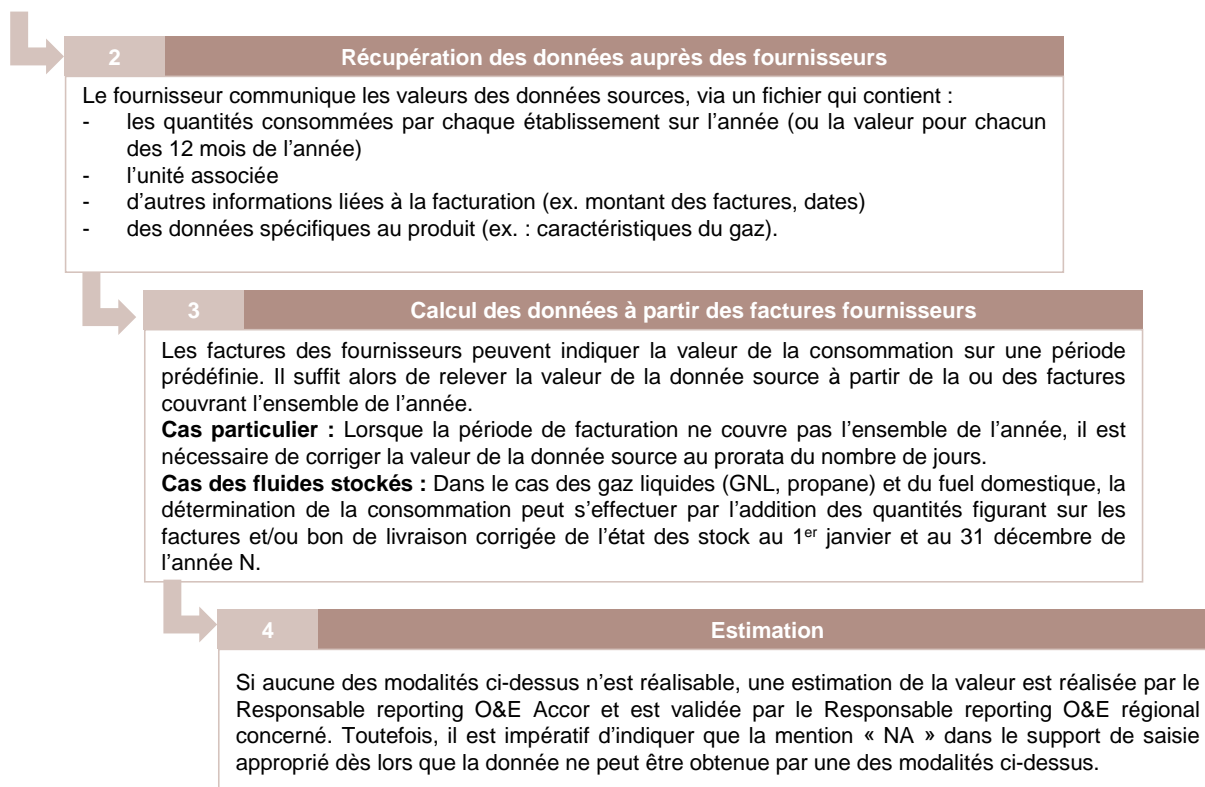 2 Récupération des données auprès des fournisseurs
Le fournisseur communique les valeurs des données sources, via un fichier qui contient :
- les quantités consommées par chaque établissement sur l’année (ou la valeur pour chacun
des 12 mois de l’année)
- l’unité associée
- d’autres informations liées à la facturation (ex. montant des factures, dates)
- des données spécifiques au produit (ex. : caractéristiques du gaz).
3 Calcul des données à partir des factures fournisseurs
Les factures des fournisseurs peuvent indiquer la valeur de la consommation sur une période
prédéfinie. Il suffit alors de relever la valeur de la donnée source à partir de la ou des factures
couvrant l’ensemble de l’année.
Cas particulier : Lorsque la période de facturation ne couvre pas l’ensemble de l’année, il est
nécessaire de corriger la valeur de la donnée source au prorata du nombre de jours.
Cas des fluides stockés : Dans le cas des gaz liquides (GNL, propane) et du fuel domestique, la
détermination de la consommation peut s’effectuer par l’addition des quantités figurant sur les
factures et/ou bon de livraison corrigée de l’état des stock au 1er janvier et au 31 décembre de
l’année N.
4 Estimation
Si aucune des modalités ci-dessus n’est réalisable, une estimation de la valeur est réalisée par le
Responsable reporting O&E Accor et est validée par le Responsable reporting O&E régional
concerné. Toutefois, il est impératif d’indiquer que la mention « NA » dans le support de saisie
approprié dès lors que la donnée ne peut être obtenue par une des modalités ci-dessus.